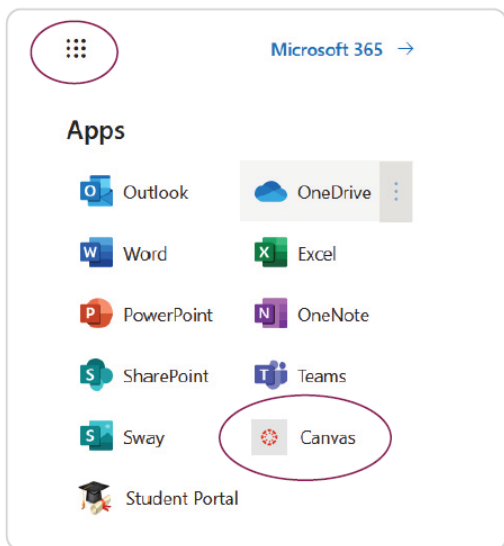 Microsoft 365 →
Apps
Outlook OneDrive
Word Excel
PowerPoint OneNote
SharePoint Teams
Sway Canvas
Student Portal